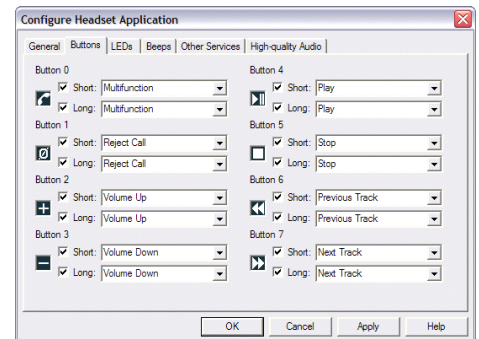 Configure Headset Application
General Buttons LEDs Beeps Other Services High-quality Audio
Button 0
Short: Multifunction
Long: Multifunction
Button 1
Short: Reject Call
Long: Reject Call
Button 2
Short: Volume Up
Long: Volume Up
Button 3
Short: Volume Down
Long: Volume Down
Button 4
Short: Play
Long: Play
Button 5
Short: Stop
Long: Stop
Button 6
Short: Previous Track
Long: Previous Track
Button 7
Short: Next Track
Long: Next Track
OK Cancel Apply Help